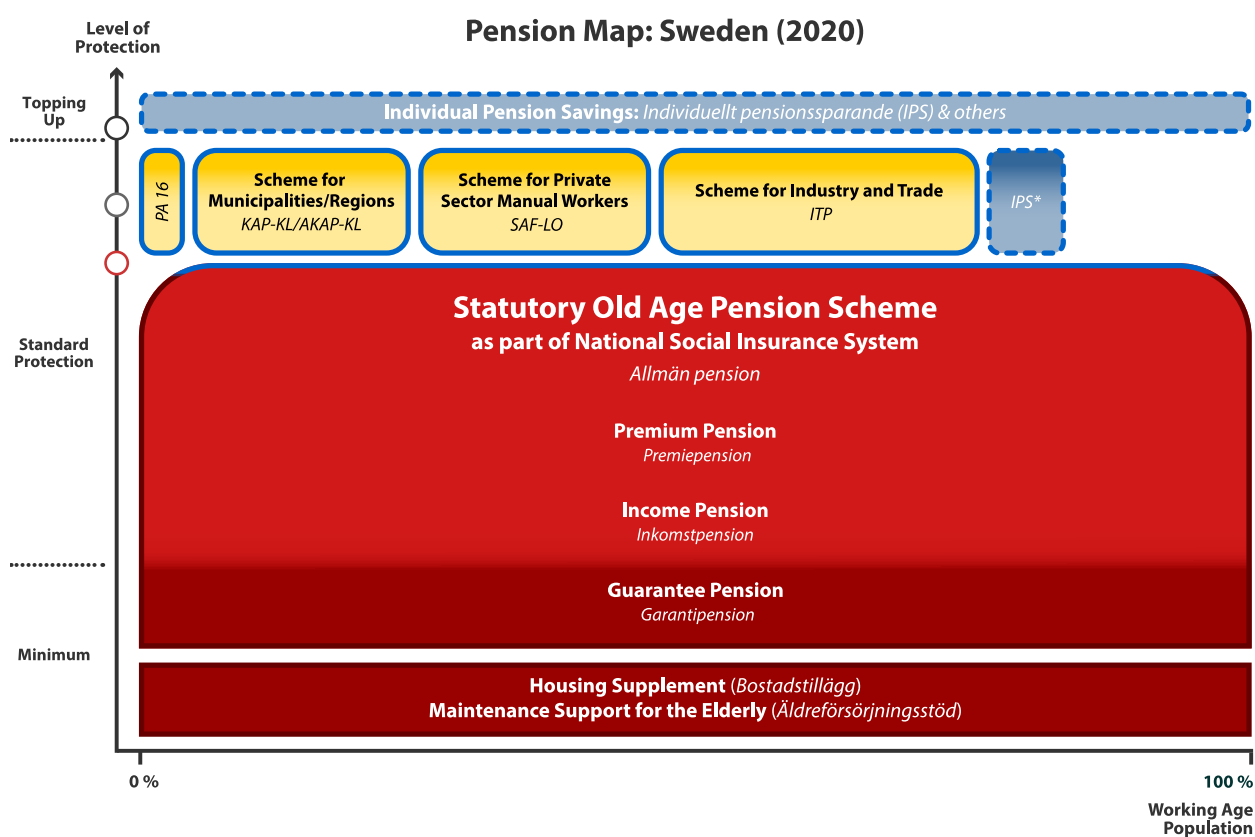 Pension Map: Sweden (2020)
Level of
Protection
Topping
Up
Individual Pension Savings: Individuellt pensionssparande (IPS) & others
PA 16
Scheme for
Municipalities/Regions
KAP-KL/AKAP-KL
Scheme for Private
Sector Manual Workers
SAF-LO
Scheme for Industry and Trade
ITP
IPS*
Standard
Protection
Statutory Old Age Pension Scheme
as part of National Social Insurance System
Allmän pension
Premium Pension
Premiepension
Income Pension
Inkomstpension
Guarantee Pension
Garantipension
Minimum
Housing Supplement (Bostadstillägg)
Maintenance Support for the Elderly (Äldreförsörjningsstöd)
0 %
100 %
Working Age
Population